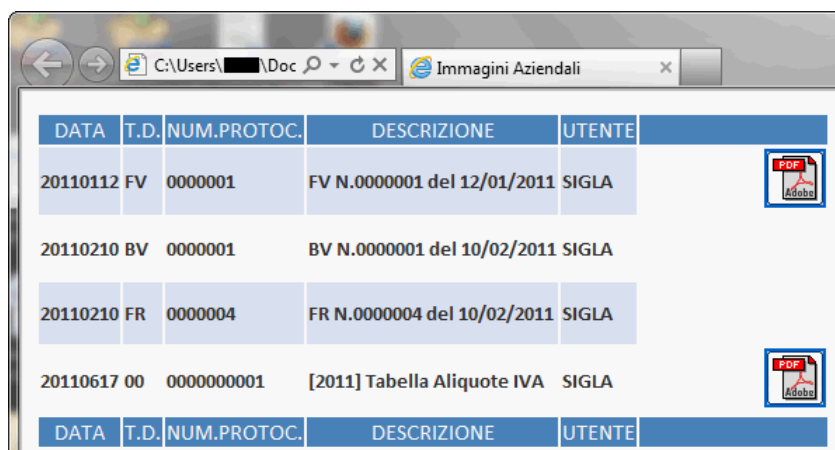 C:\Users\ \Doc
Immagini Aziendali
DATA T.D. NUM.PROTOC. DESCRIZIONE UTENTE
PDF
20110112 FV 0000001 FV N.0000001 del 12/01/2011 SIGLA
Adobe
20110210 BV 0000001 BV N.0000001 del 10/02/2011 SIGLA
20110210 FR 0000004 FR N.0000004 del 10/02/2011 SIGLA
PDF
20110617 00 0000000001 [2011] Tabella Aliquote IVA SIGLA
Adobe
DATA T.D. NUM.PROTOC. DESCRIZIONE UTENTE